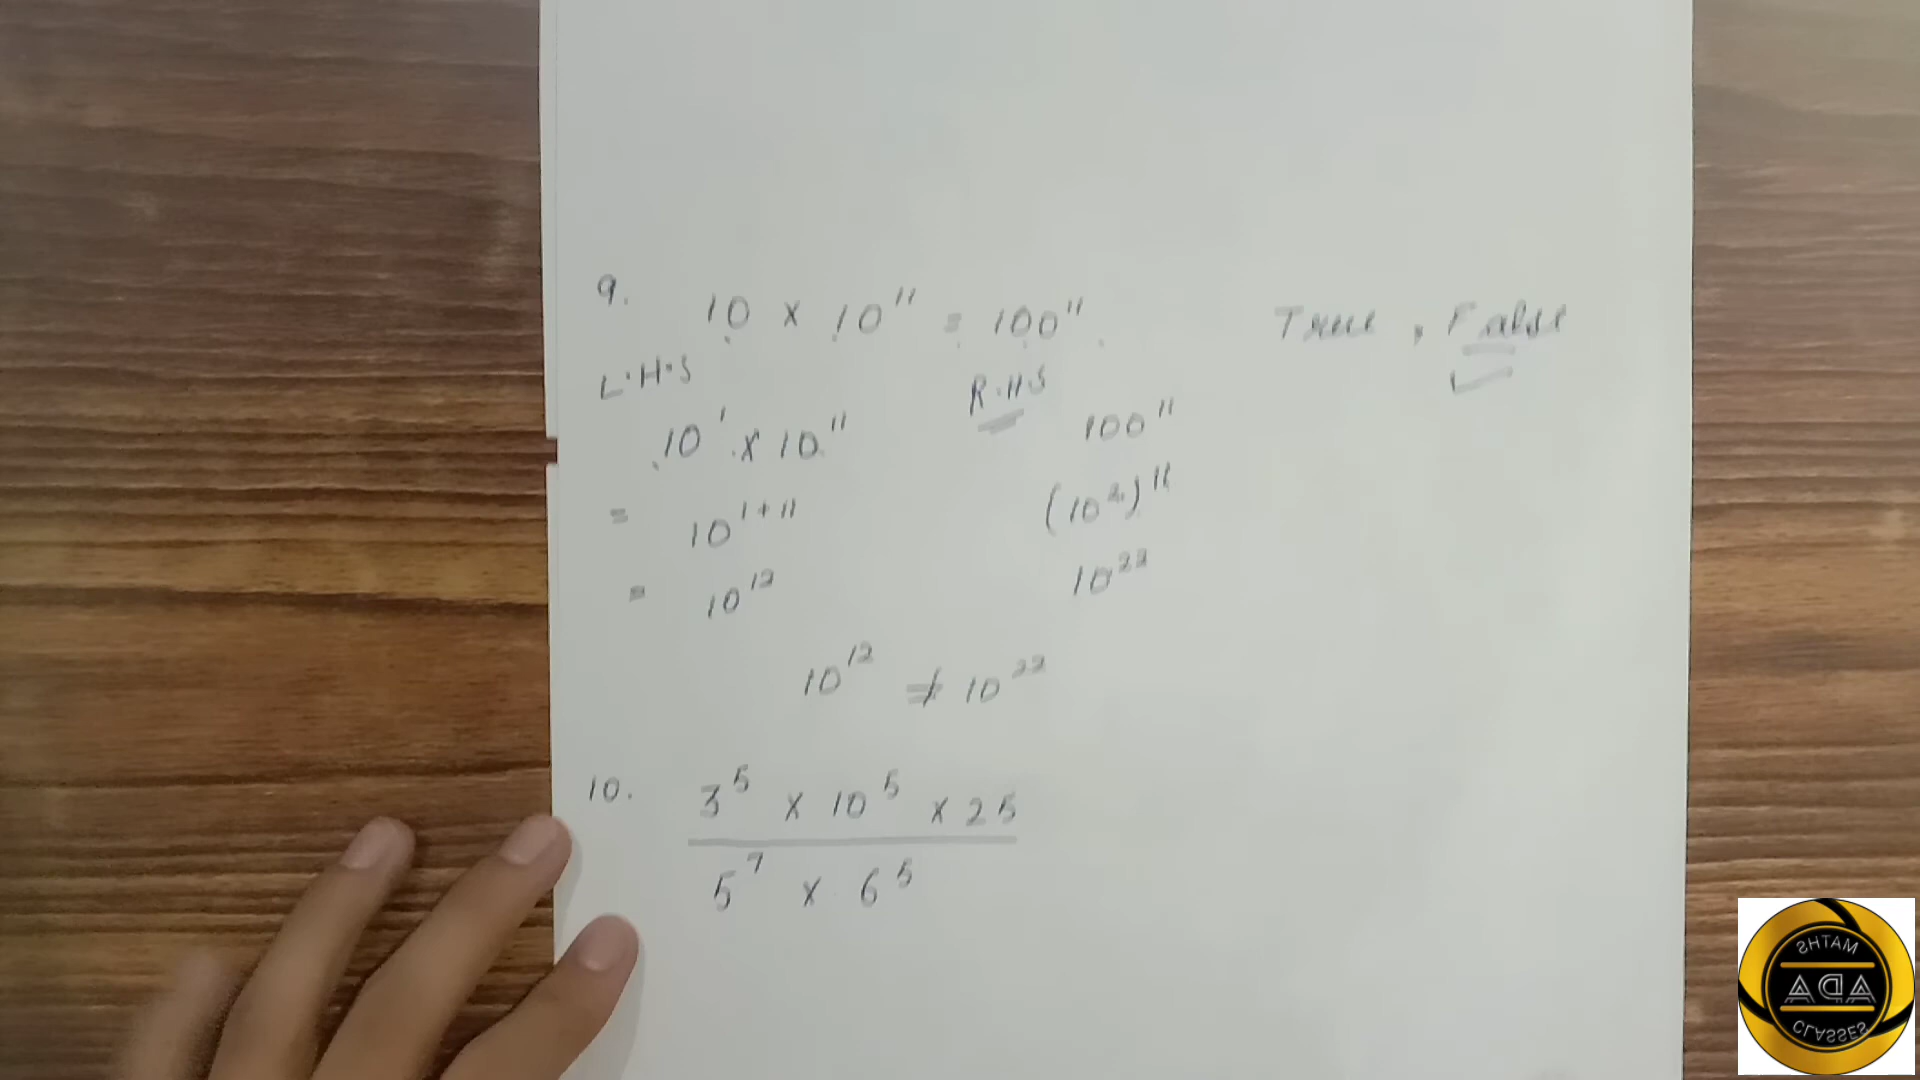 9. 10 x 10¹¹ = 100¹¹ True , False
L.H.S R.H.S
10¹ x 10¹¹ 100¹¹
= 10¹⁺¹¹ (10²)¹¹
= 10¹² 10²²
10¹² ≠ 10²²
10. 3⁵ x 10⁵ x 25
5⁷ x 6⁵
MATHS
ADA
CLASSES